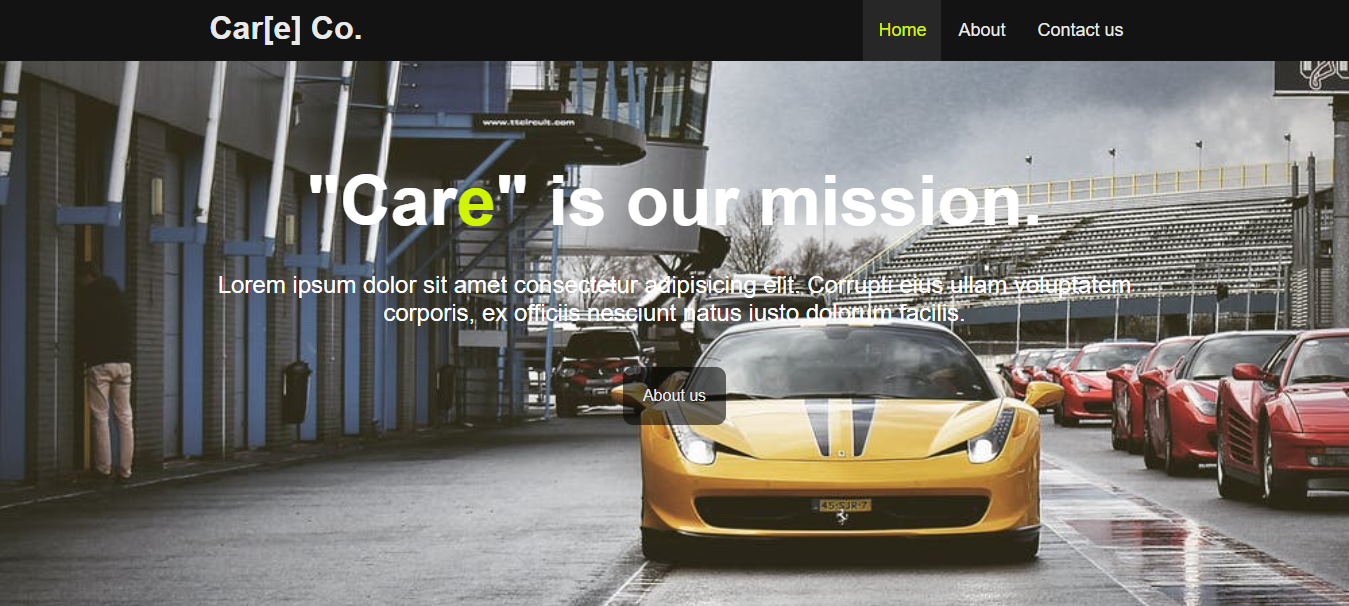 Car[e] Co.
Home About Contact us
www.ttcircuit.com
"Care" is our mission.
Lorem ipsum dolor sit amet consectetur adipisicing elit. Corrupti eius ullam voluptatem
corporis, ex officiis nesciunt natus iusto dolorum facilis.
About us
45-SJR-7